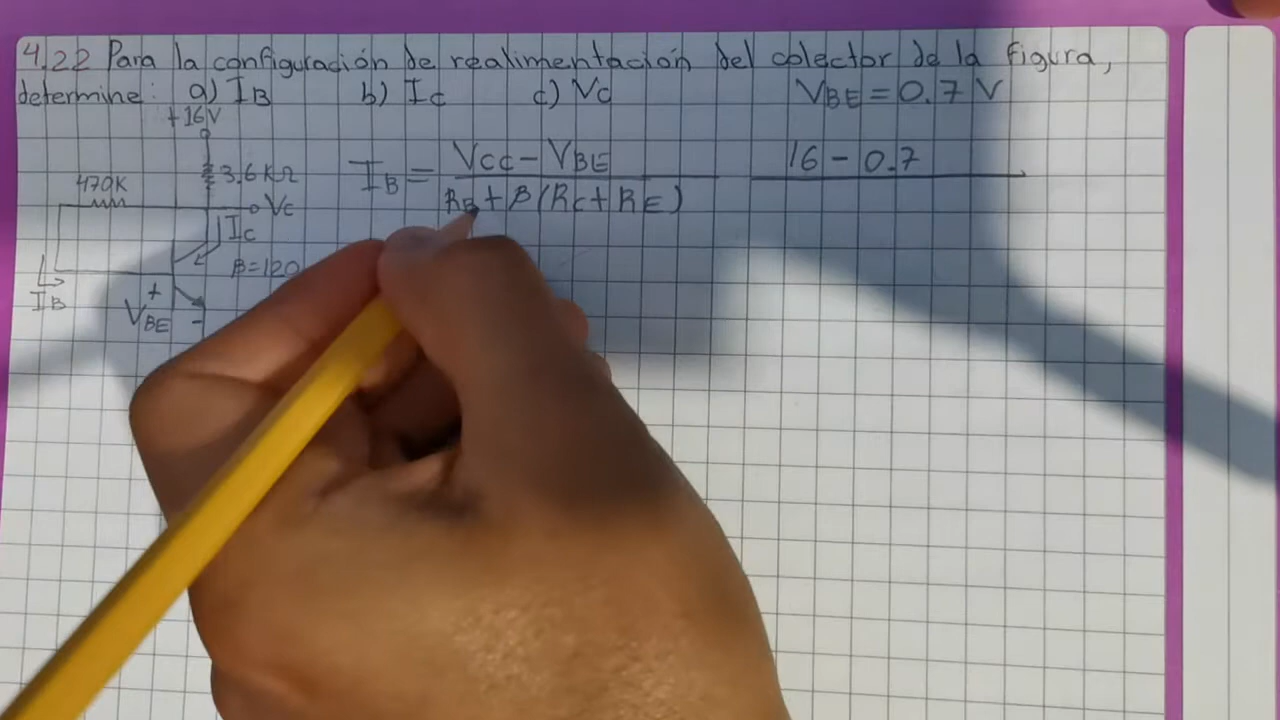 4.22 Para la configuración de realimentación del colector de la figura,
determine: a) IB b) Ic c) Vc VBE = 0.7 V
+16V
3.6 KΩ
470K
Vc
Ic
β=120
IB
+
VBE -
IB = VCC - VBE / RB + β(Rc + RE)
16 - 0.7